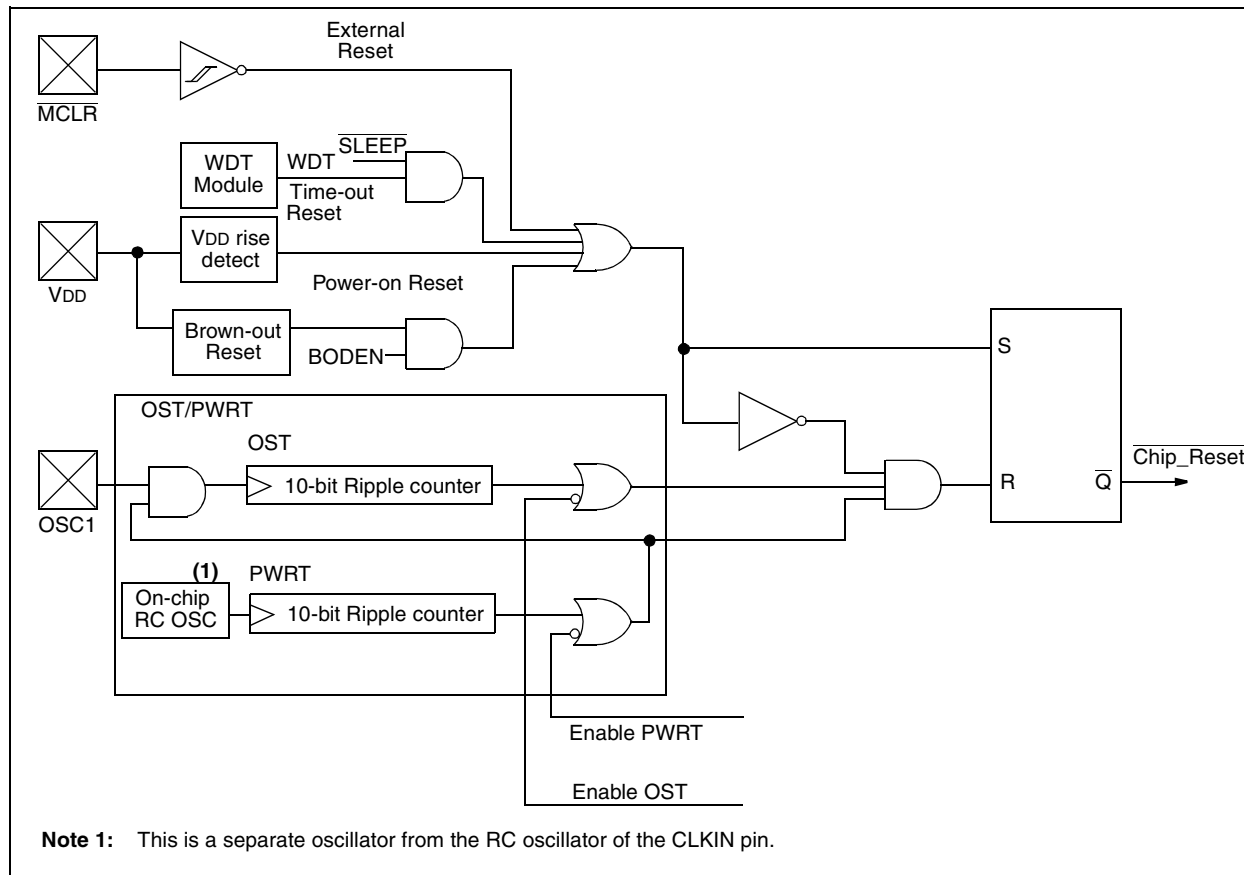 External
Reset
MCLR
SLEEP
WDT
Module
WDT
Time-out
Reset
VDD rise
detect
VDD
Power-on Reset
Brown-out
Reset
BODEN
S
OST/PWRT
OST
10-bit Ripple counter
OSC1
Chip_Reset
R
Q
(1)
PWRT
On-chip
RC OSC
10-bit Ripple counter
Enable PWRT
Enable OST
Note 1: This is a separate oscillator from the RC oscillator of the CLKIN pin.